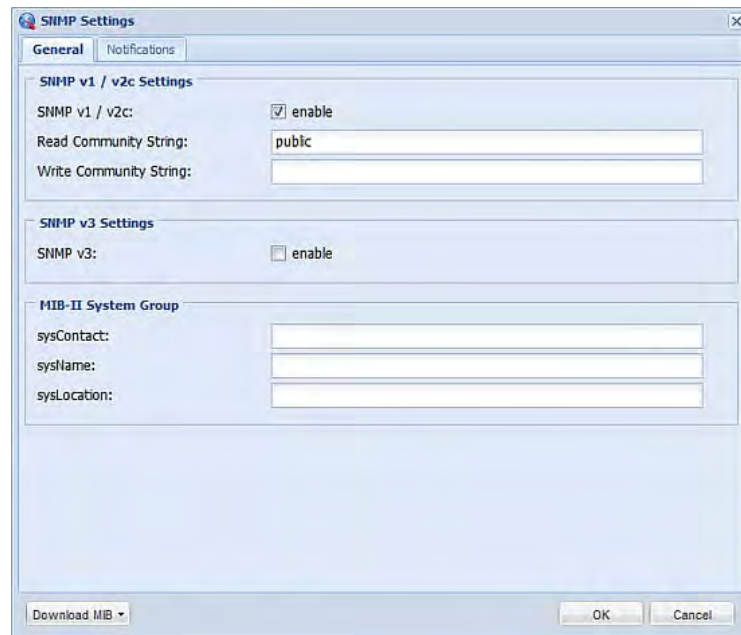 SNMP Settings
General Notifications
SNMP v1 / v2c Settings
SNMP v1 / v2c: enable
Read Community String: public
Write Community String:
SNMP v3 Settings
SNMP v3: enable
MIB-II System Group
sysContact:
sysName:
sysLocation:
Download MIB OK Cancel